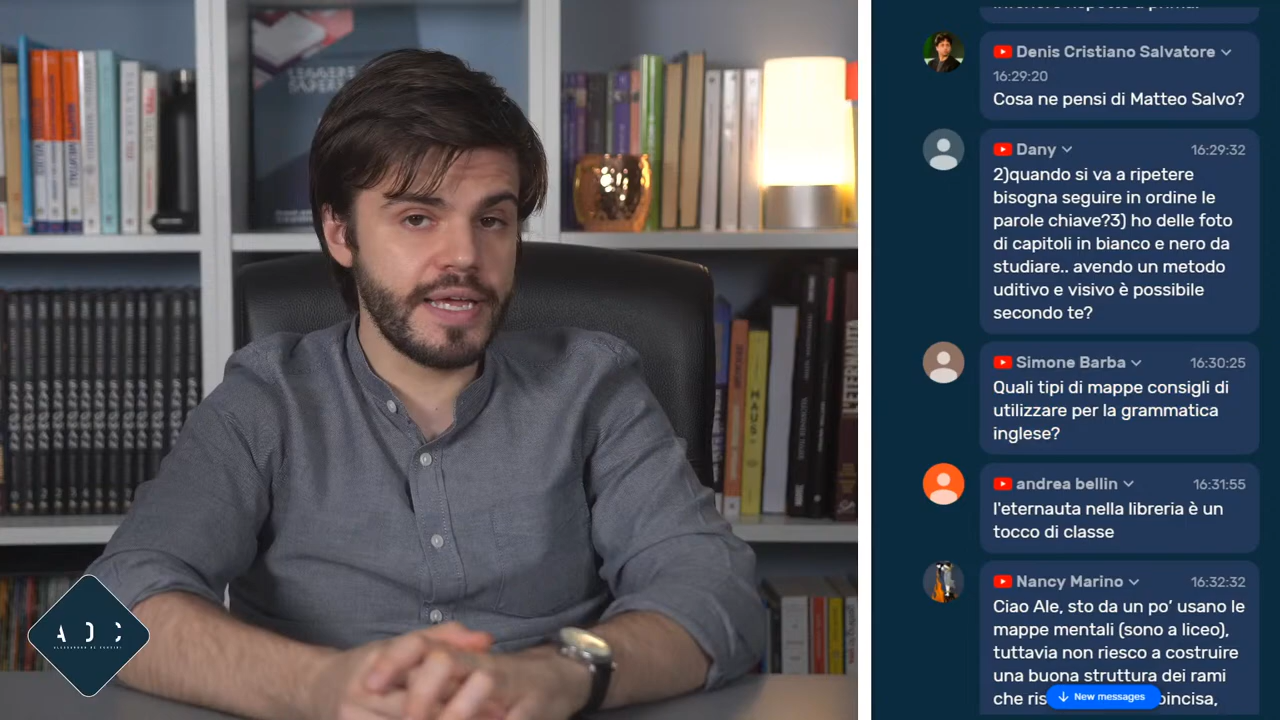 Denis Cristiano Salvatore
16:29:20
Cosa ne pensi di Matteo Salvo?
Dany
16:29:32
2)quando si va a ripetere
bisogna seguire in ordine le
parole chiave?3) ho delle foto
di capitoli in bianco e nero da
studiare.. avendo un metodo
uditivo e visivo è possibile
secondo te?
Simone Barba
16:30:25
Quali tipi di mappe consigli di
utilizzare per la grammatica
inglese?
andrea bellin
16:31:55
l'eternauta nella libreria è un
tocco di classe
Nancy Marino
16:32:32
Ciao Ale, sto da un po' usano le
mappe mentali (sono a liceo),
tuttavia non riesco a costruire
una buona struttura dei rami
che
New messages
MAUS
L'ETERNAUTA
A D C